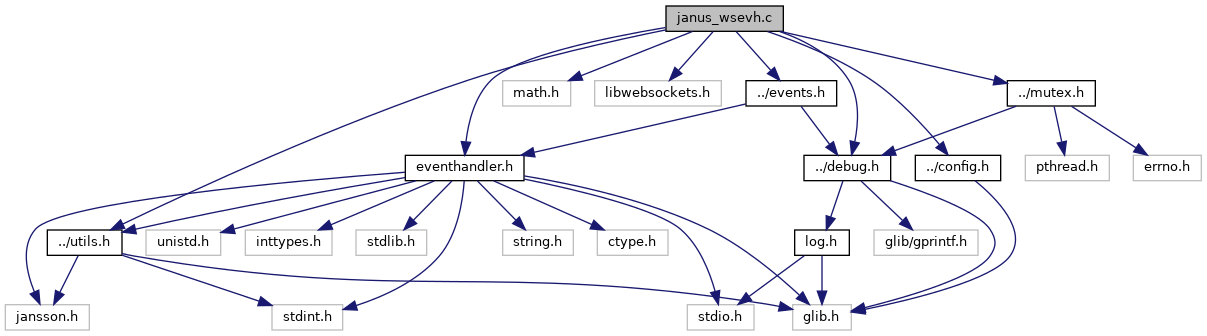 janus_wsevh.c
math.h
libwebsockets.h
../events.h
../mutex.h
eventhandler.h
../debug.h
../config.h
pthread.h
errno.h
../utils.h
unistd.h
inttypes.h
stdlib.h
string.h
ctype.h
log.h
glib/gprintf.h
jansson.h
stdint.h
stdio.h
glib.h